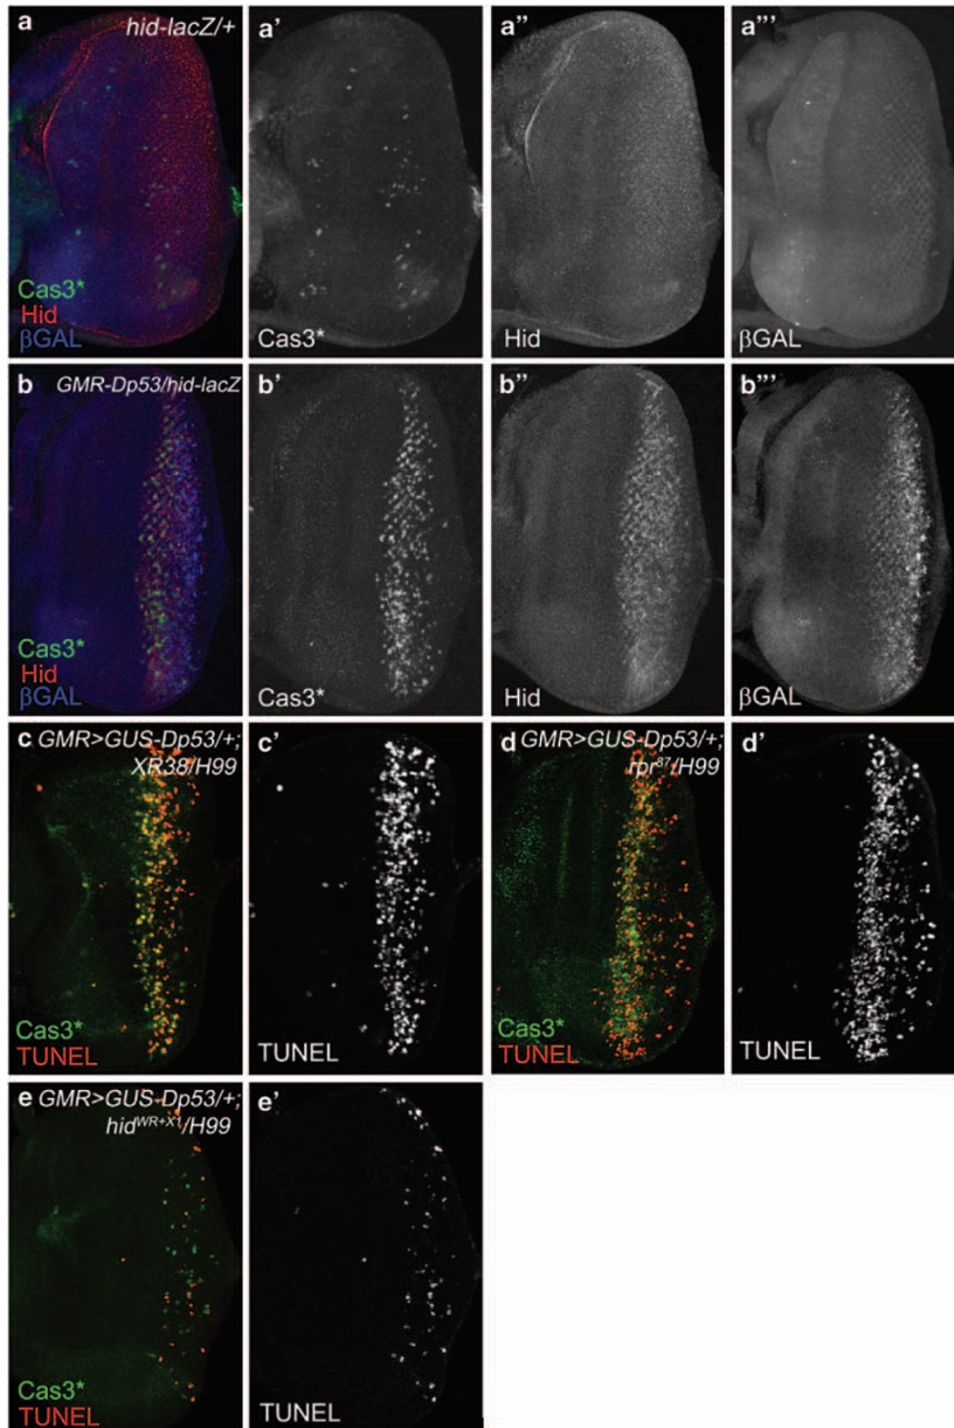 a hid-lacZ/+ a' a'' a'''
Cas3*
Hid
βGAL Cas3* Hid βGAL
b GMR-Dp53/hid-lacZ b' b'' b'''
Cas3*
Hid
βGAL Cas3* Hid βGAL
c GMR>GUS-Dp53/+; c' d GMR>GUS-Dp53/+; d'
XR38/H99 rpr87/H99
Cas3* Cas3*
TUNEL TUNEL TUNEL TUNEL
e GMR>GUS-Dp53/+; e'
hidWR+X1/H99
Cas3*
TUNEL TUNEL